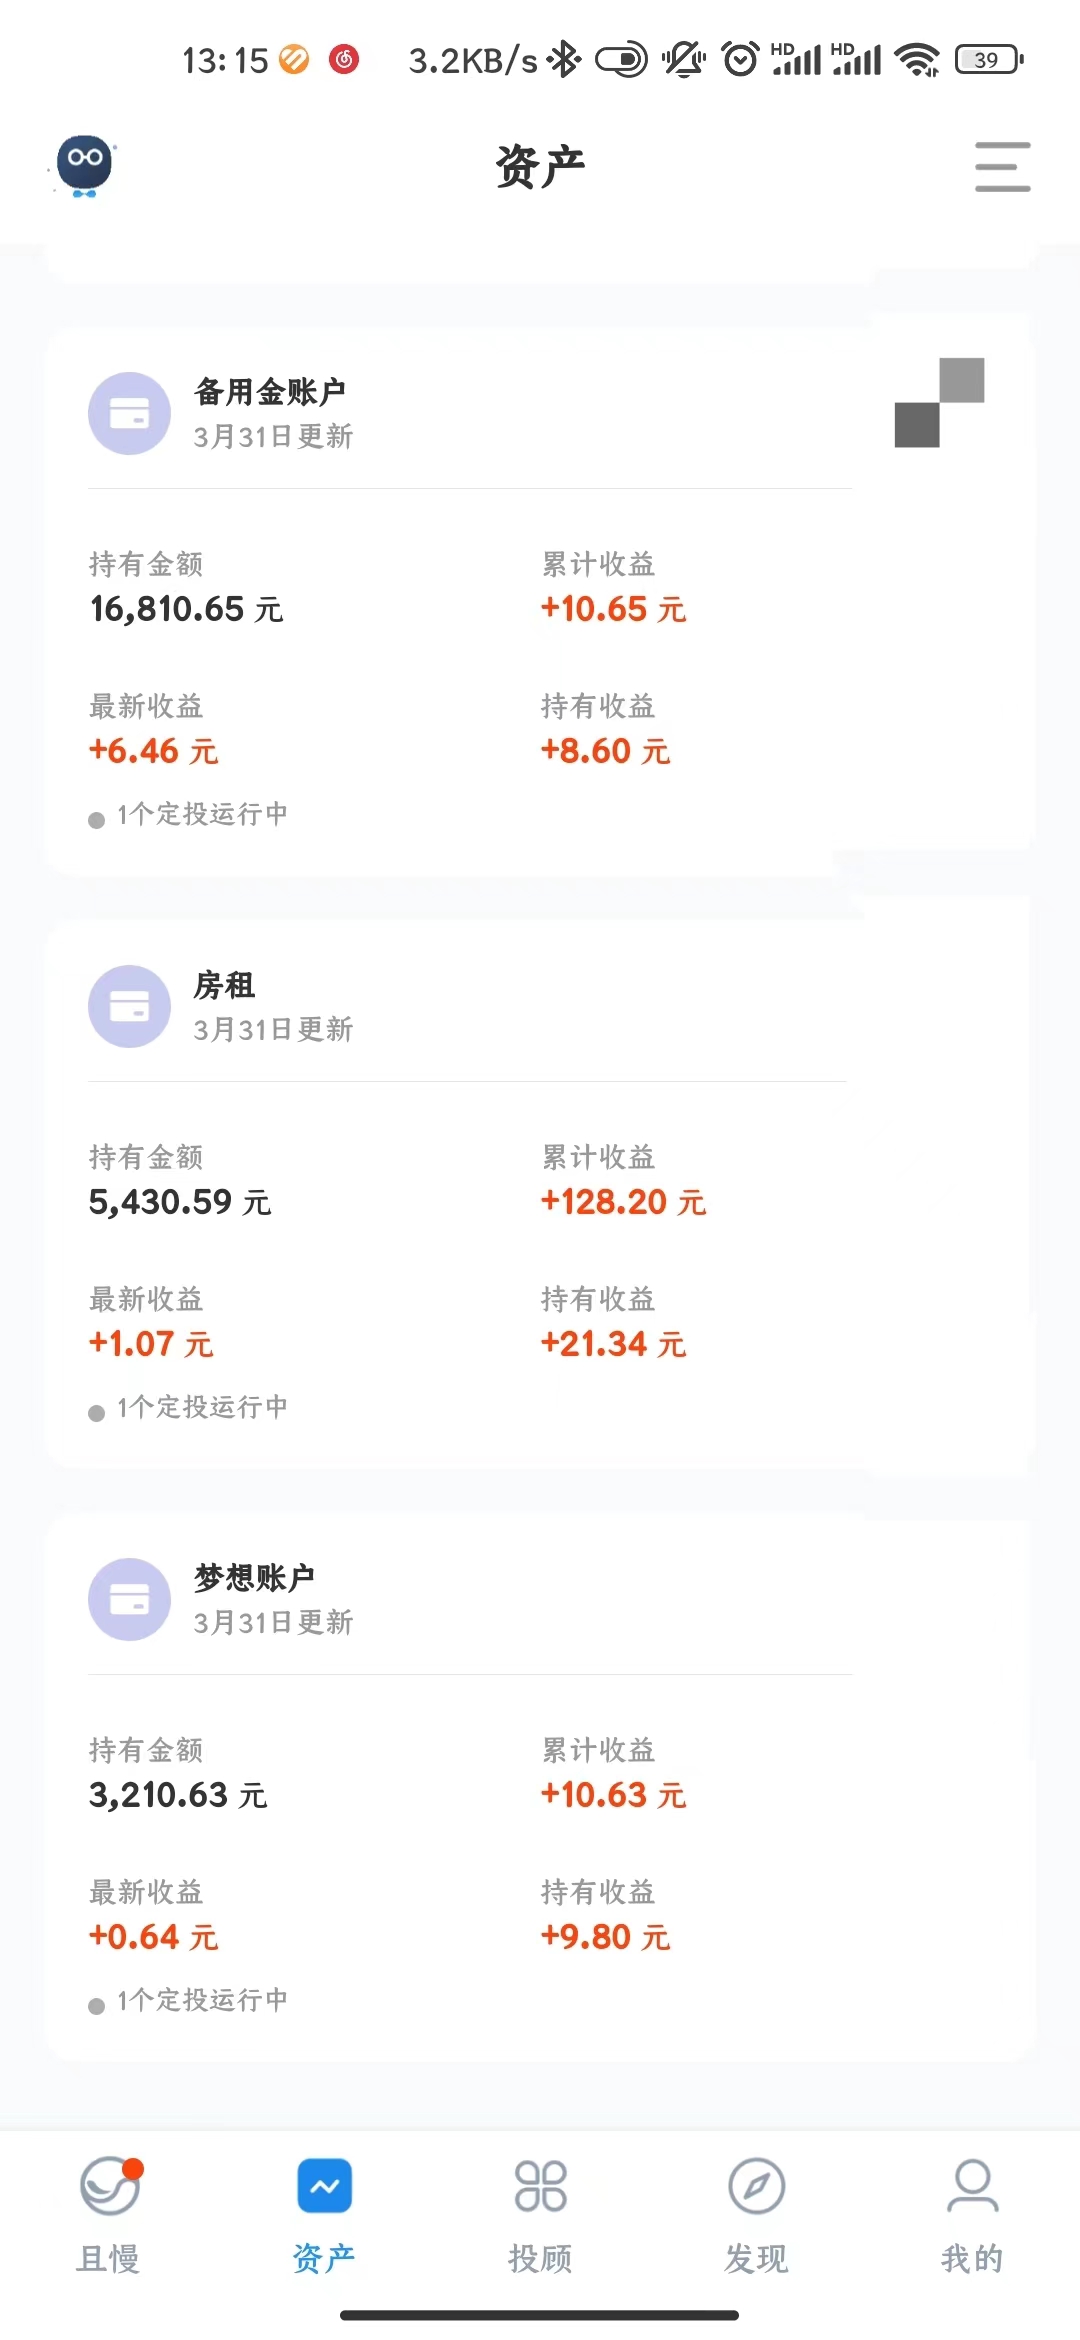 13:15 3.2KB/s HD HD 39
资产
备用金账户
3月31日更新
持有金额 累计收益
16,810.65 元 +10.65 元
最新收益 持有收益
+6.46 元 +8.60 元
1个定投运行中
房租
3月31日更新
持有金额 累计收益
5,430.59 元 +128.20 元
最新收益 持有收益
+1.07 元 +21.34 元
1个定投运行中
梦想账户
3月31日更新
持有金额 累计收益
3,210.63 元 +10.63 元
最新收益 持有收益
+0.64 元 +9.80 元
1个定投运行中
且慢 资产 投顾 发现 我的